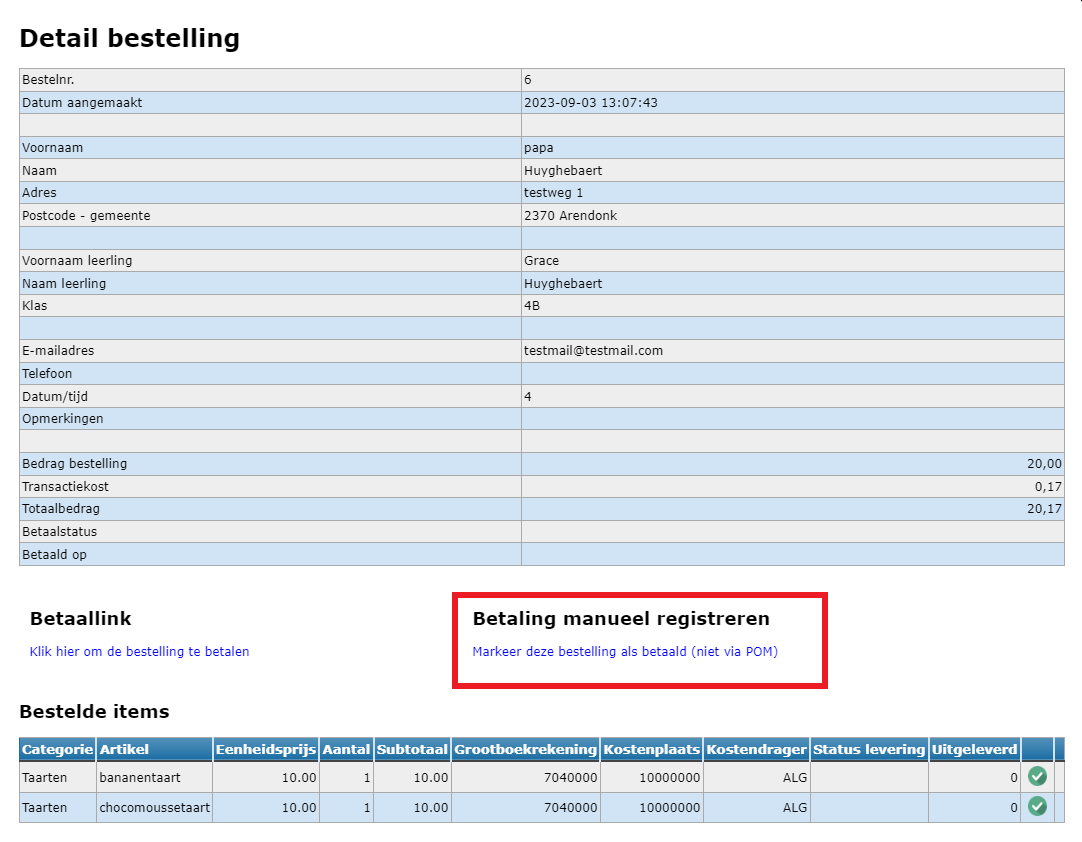 Detail bestelling
Bestelnr. 6
Datum aangemaakt 2023-09-03 13:07:43
Voornaam papa
Naam Huyghebaert
Adres testweg 1
Postcode - gemeente 2370 Arendonk
Voornaam leerling Grace
Naam leerling Huyghebaert
Klas 4B
E-mailadres testmail@testmail.com
Telefoon
Datum/tijd 4
Opmerkingen
Bedrag bestelling 20,00
Transactiekost 0,17
Totaalbedrag 20,17
Betaalstatus
Betaald op
Betaallink
Klik hier om de bestelling te betalen
Betaling manueel registreren
Markeer deze bestelling als betaald (niet via POM)
Bestelde items
Categorie Artikel Eenheidsprijs Aantal Subtotaal Grootboekrekening Kostenplaats Kostendrager Status levering Uitgeleverd
Taarten bananentaart 10.00 1 10.00 7040000 10000000 ALG 0
Taarten chocomoussetaart 10.00 1 10.00 7040000 10000000 ALG 0